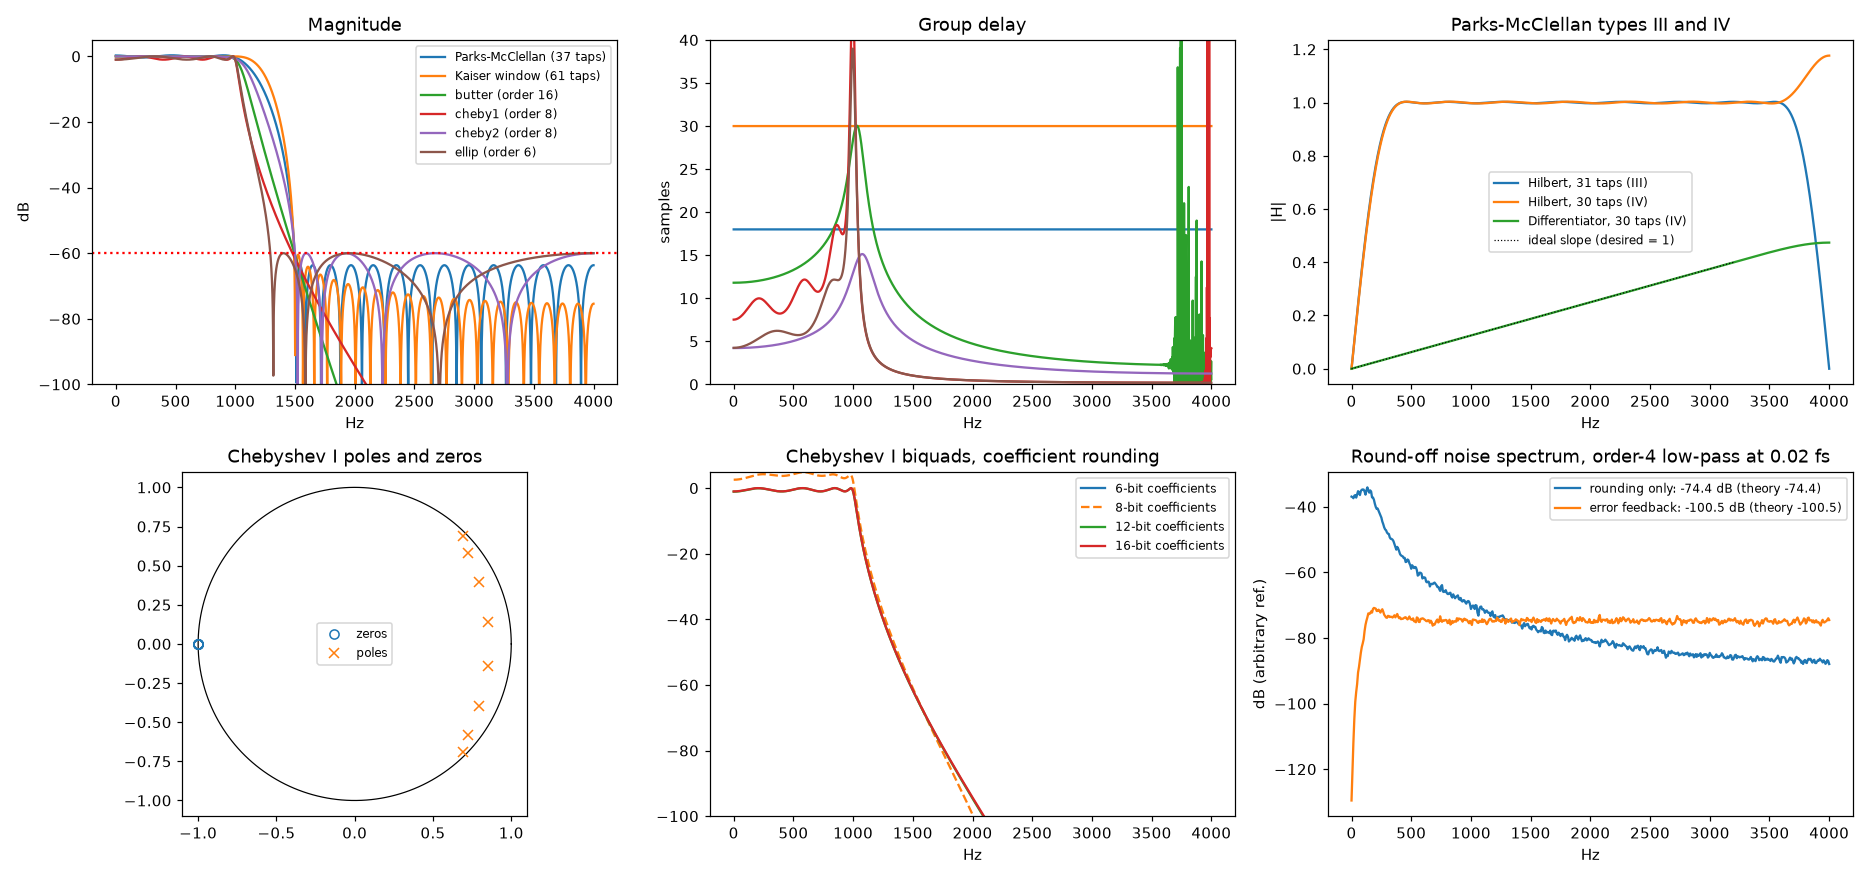 Magnitude
dB
0
−20
−40
−60
−80
−100
Parks-McClellan (37 taps)
Kaiser window (61 taps)
butter (order 16)
cheby1 (order 8)
cheby2 (order 8)
ellip (order 6)
0 500 1000 1500 2000 2500 3000 3500 4000
Hz
Group delay
samples
40
35
30
25
20
15
10
5
0
0 500 1000 1500 2000 2500 3000 3500 4000
Hz
Parks-McClellan types III and IV
|H|
1.2
1.0
0.8
0.6
0.4
0.2
0.0
Hilbert, 31 taps (III)
Hilbert, 30 taps (IV)
Differentiator, 30 taps (IV)
ideal slope (desired = 1)
0 500 1000 1500 2000 2500 3000 3500 4000
Hz
Chebyshev I poles and zeros
1.00
0.75
0.50
0.25
0.00
−0.25
−0.50
−0.75
−1.00
zeros
poles
−1.0 −0.5 0.0 0.5 1.0
Chebyshev I biquads, coefficient rounding
0
−20
−40
−60
−80
−100
6-bit coefficients
8-bit coefficients
12-bit coefficients
16-bit coefficients
0 500 1000 1500 2000 2500 3000 3500 4000
Hz
Round-off noise spectrum, order-4 low-pass at 0.02 fs
dB (arbitrary ref.)
−40
−60
−80
−100
−120
rounding only: -74.4 dB (theory -74.4)
error feedback: -100.5 dB (theory -100.5)
0 500 1000 1500 2000 2500 3000 3500 4000
Hz